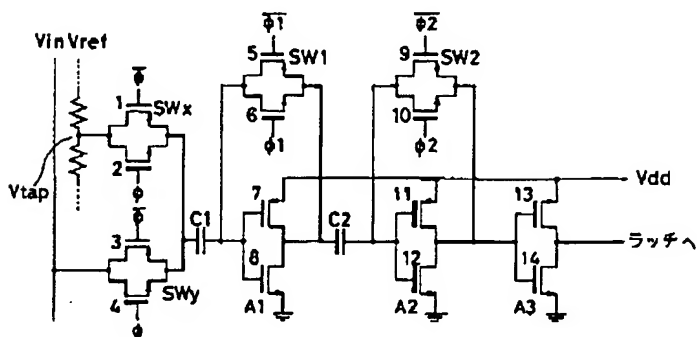 Vin Vref
φ̅
1
SWx
2
φ
Vtap
φ̅
3
4
SWy
φ
C1
φ̅1̅
5
SW1
6
φ1
7
8
A1
C2
φ̅2̅
9
SW2
10
φ2
11
12
A2
13
14
A3
Vdd
ラッチへ